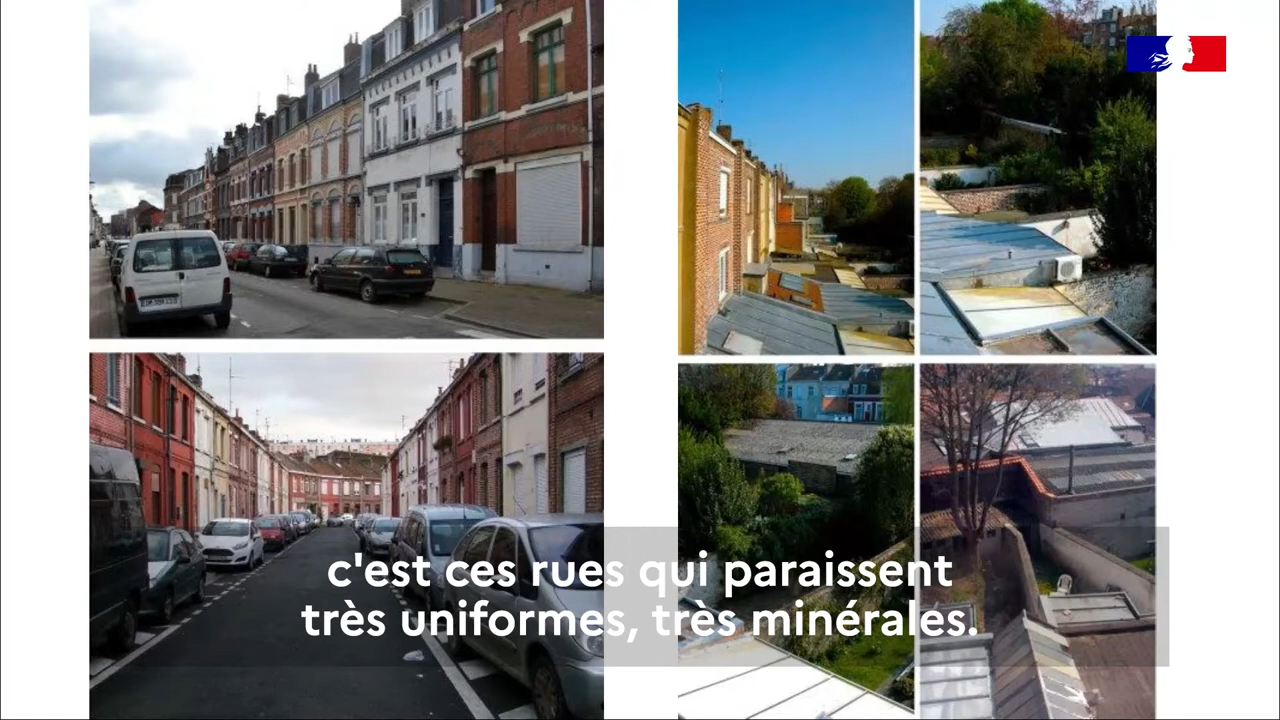 c'est ces rues qui paraissent
très uniformes, très minérales.